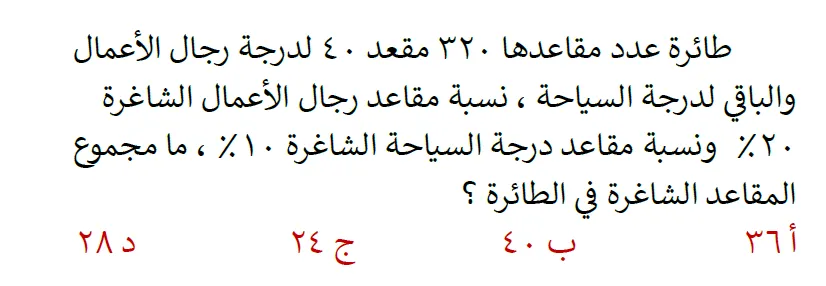 طائرة عدد مقاعدها ٣٢٠ مقعد ٤٠ لدرجة رجال الأعمال
والباقي لدرجة السياحة ، نسبة مقاعد رجال الأعمال الشاغرة
٢٠٪ ونسبة مقاعد درجة السياحة الشاغرة ١٠٪ ، ما مجموع
المقاعد الشاغرة في الطائرة ؟
أ ٣٦ ب ٤٠ ج ٢٤ د ٢٨